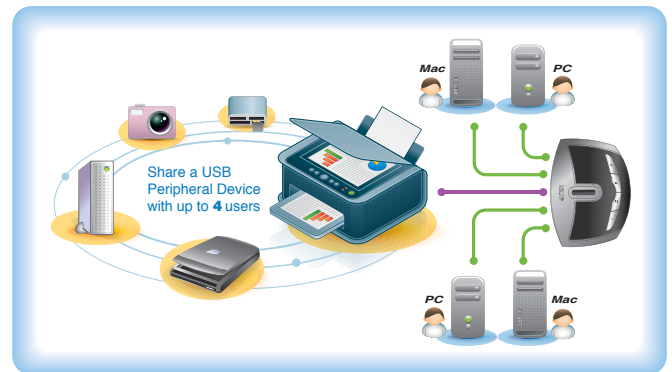 Mac
PC
Share a USB
Peripheral Device
with up to 4 users
PC
Mac